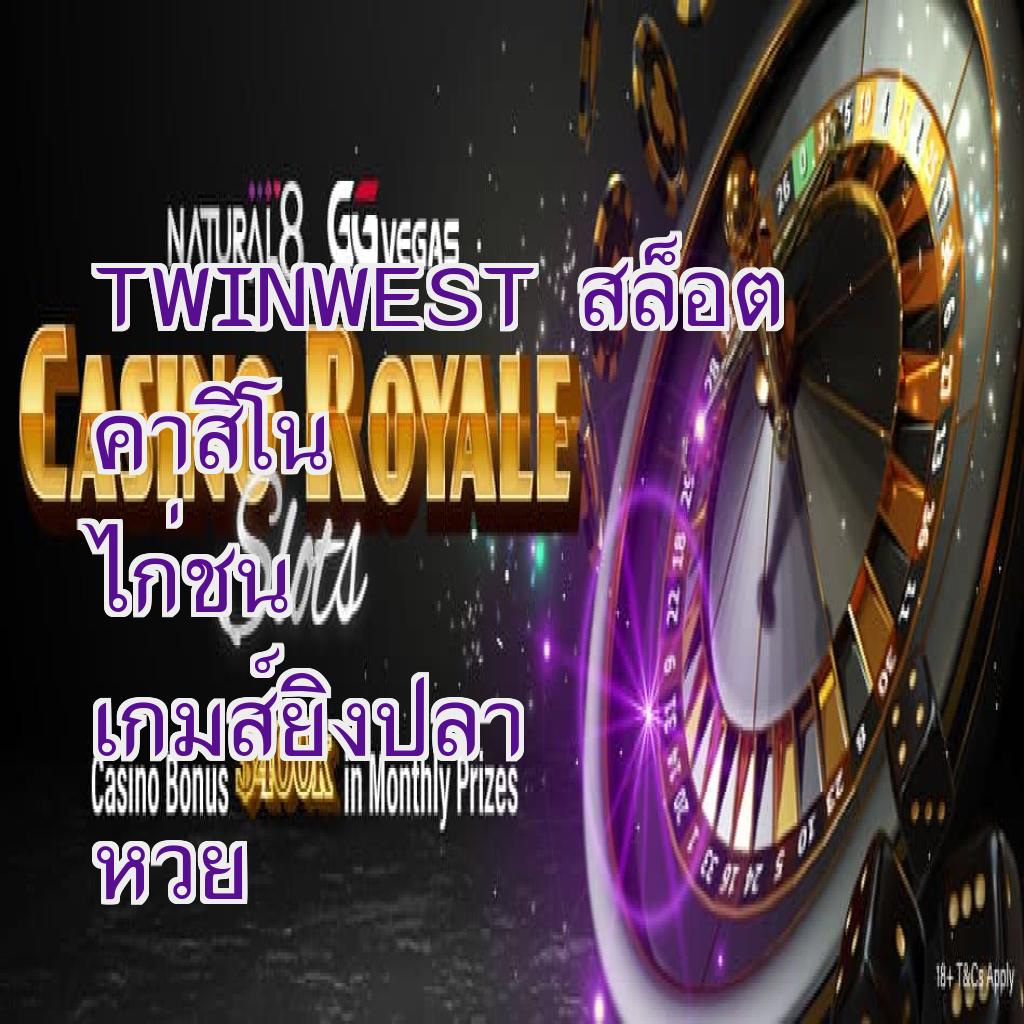 NATURAL8 GGVEGAS
TWINWEST สล็อต
CASINO ROYALE
คาสิโน
Slots
ไก่ชน
เกมส์ยิงปลา
Casino Bonus $400K in Monthly Prizes
หวย
18+ T&Cs Apply